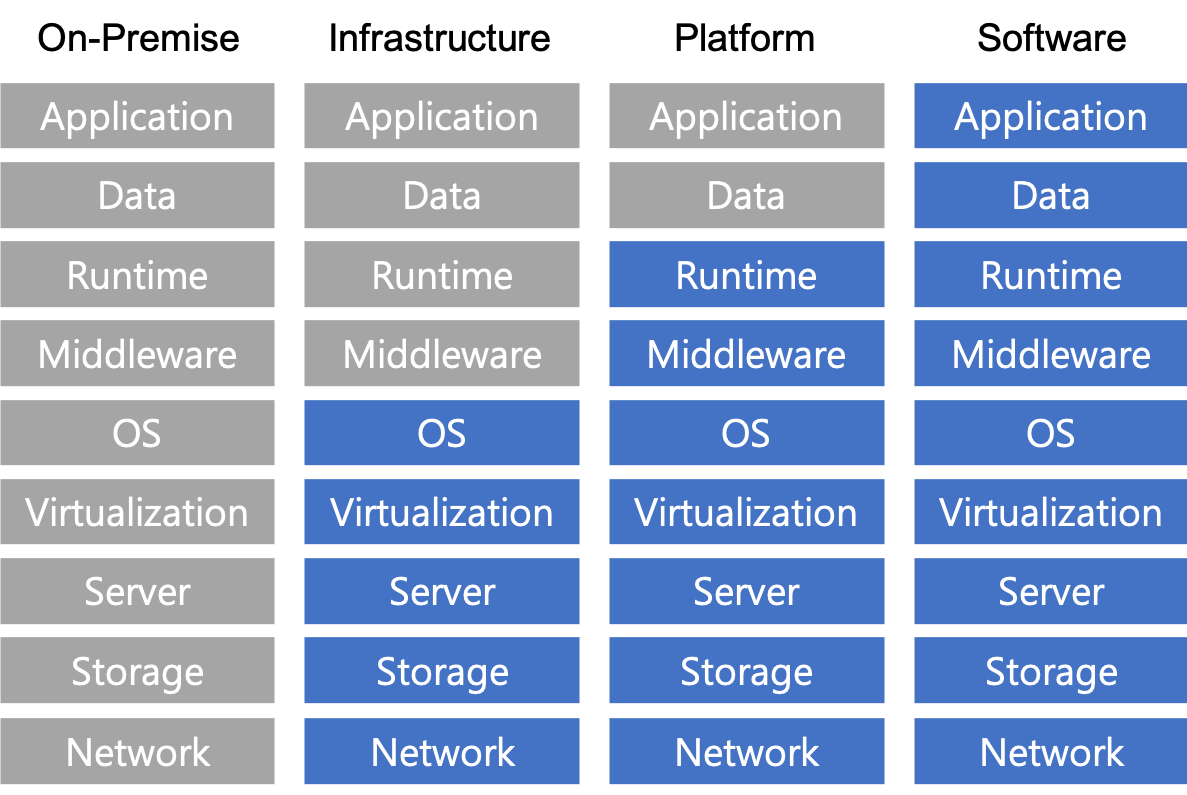 On-Premise Infrastructure Platform Software
Application Application Application Application
Data Data Data Data
Runtime Runtime Runtime Runtime
Middleware Middleware Middleware Middleware
OS OS OS OS
Virtualization Virtualization Virtualization Virtualization
Server Server Server Server
Storage Storage Storage Storage
Network Network Network Network